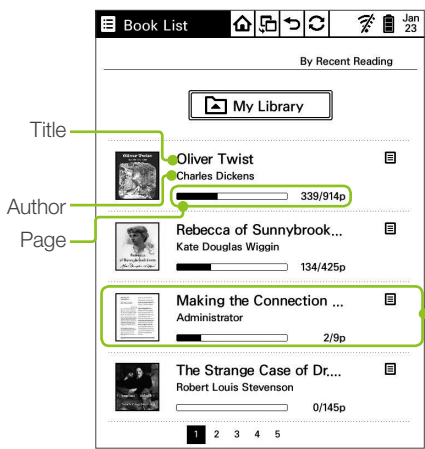 Book List
Jan
23
By Recent Reading
My Library
Title
Oliver Twist
Author
Charles Dickens
Page
339/914p
Rebecca of Sunnybrook...
Kate Douglas Wiggin
134/425p
Making the Connection ...
Administrator
2/9p
The Strange Case of Dr....
Robert Louis Stevenson
0/145p
1 2 3 4 5